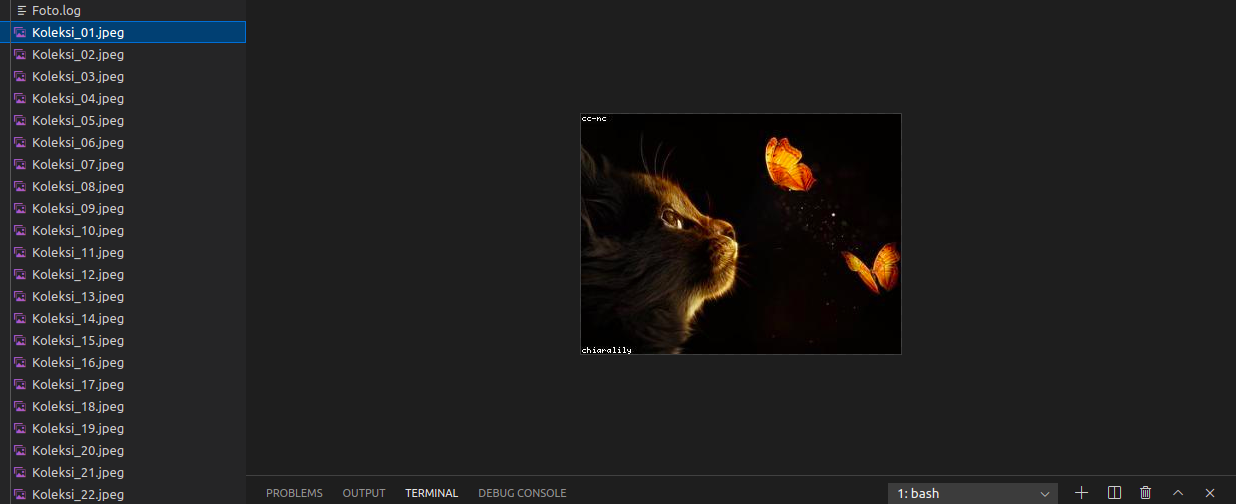 Foto.log
Koleksi_01.jpeg
Koleksi_02.jpeg
Koleksi_03.jpeg
Koleksi_04.jpeg
Koleksi_05.jpeg
Koleksi_06.jpeg
Koleksi_07.jpeg
Koleksi_08.jpeg
Koleksi_09.jpeg
Koleksi_10.jpeg
Koleksi_11.jpeg
Koleksi_12.jpeg
Koleksi_13.jpeg
Koleksi_14.jpeg
Koleksi_15.jpeg
Koleksi_16.jpeg
Koleksi_17.jpeg
Koleksi_18.jpeg
Koleksi_19.jpeg
Koleksi_20.jpeg
Koleksi_21.jpeg
Koleksi_22.jpeg
cc-nc
chiaralily
PROBLEMS OUTPUT TERMINAL DEBUG CONSOLE 1: bash